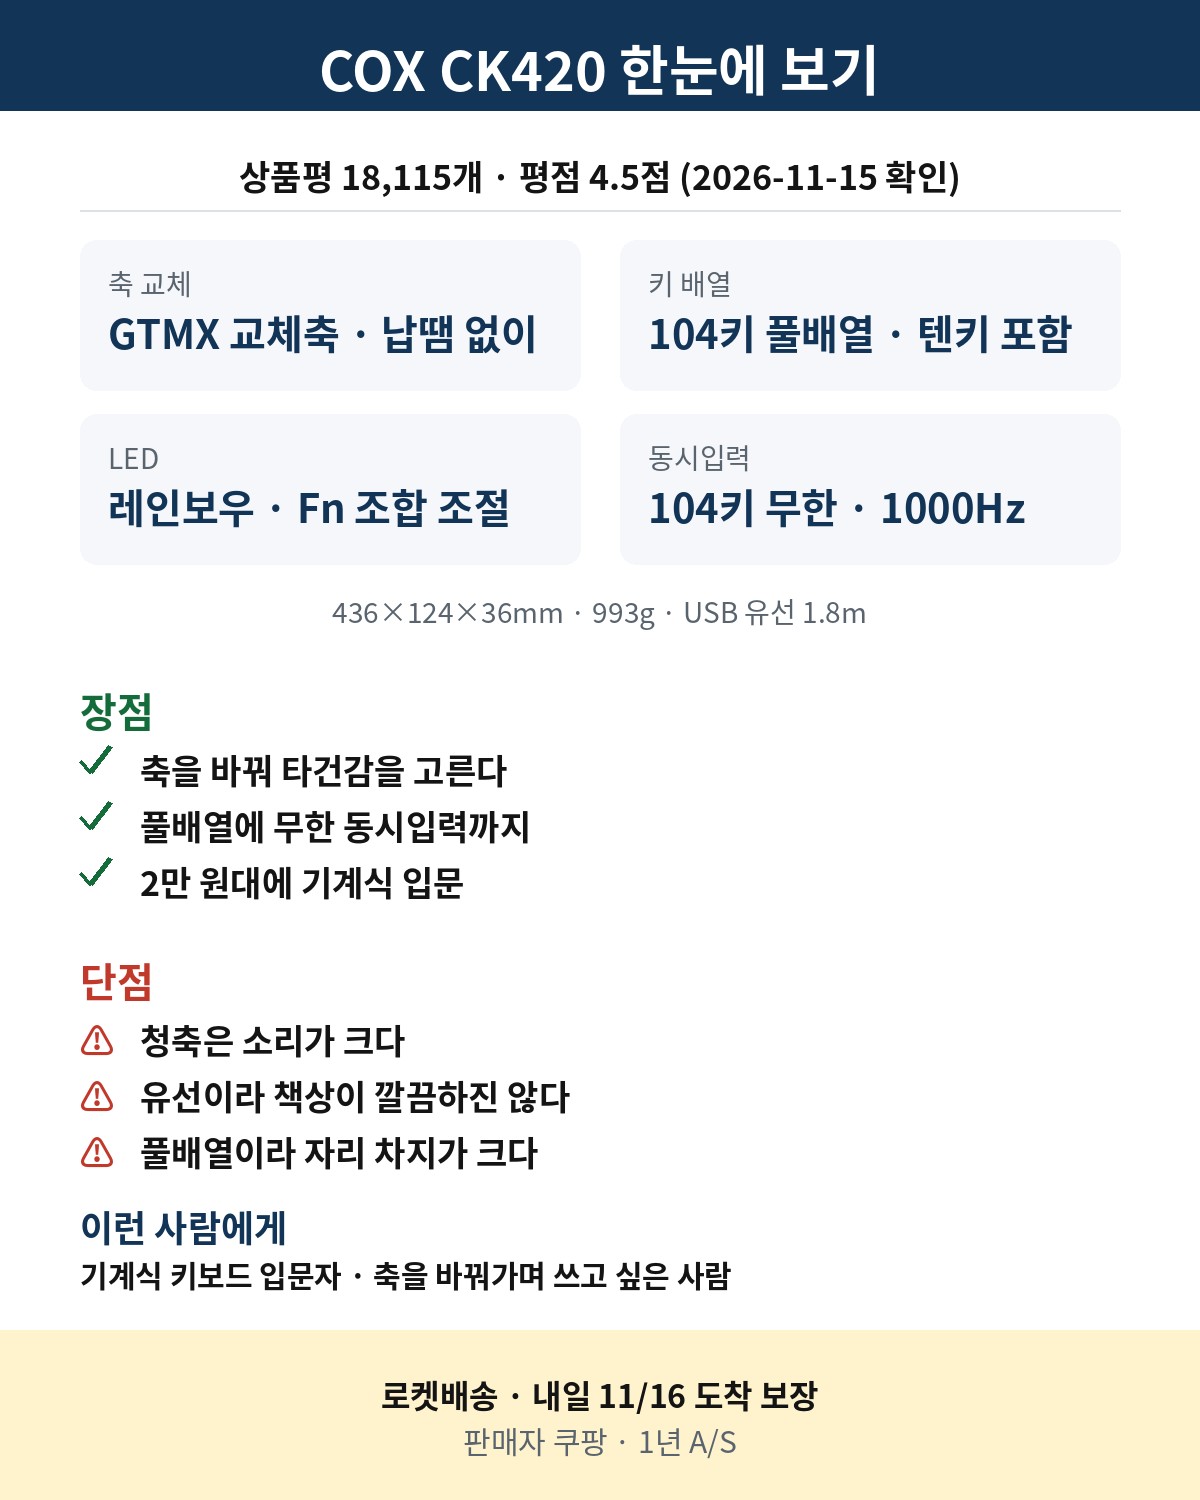 COX CK420 한눈에 보기
상품평 18,115개 · 평점 4.5점 (2026-11-15 확인)
축 교체
GTMX 교체축 · 납땜 없이
키 배열
104키 풀배열 · 텐키 포함
LED
레인보우 · Fn 조합 조절
동시입력
104키 무한 · 1000Hz
436×124×36mm · 993g · USB 유선 1.8m
장점
축을 바꿔 타건감을 고른다
풀배열에 무한 동시입력까지
2만 원대에 기계식 입문
단점
청축은 소리가 크다
유선이라 책상이 깔끔하진 않다
풀배열이라 자리 차지가 크다
이런 사람에게
기계식 키보드 입문자 · 축을 바꿔가며 쓰고 싶은 사람
로켓배송 · 내일 11/16 도착 보장
판매자 쿠팡 · 1년 A/S